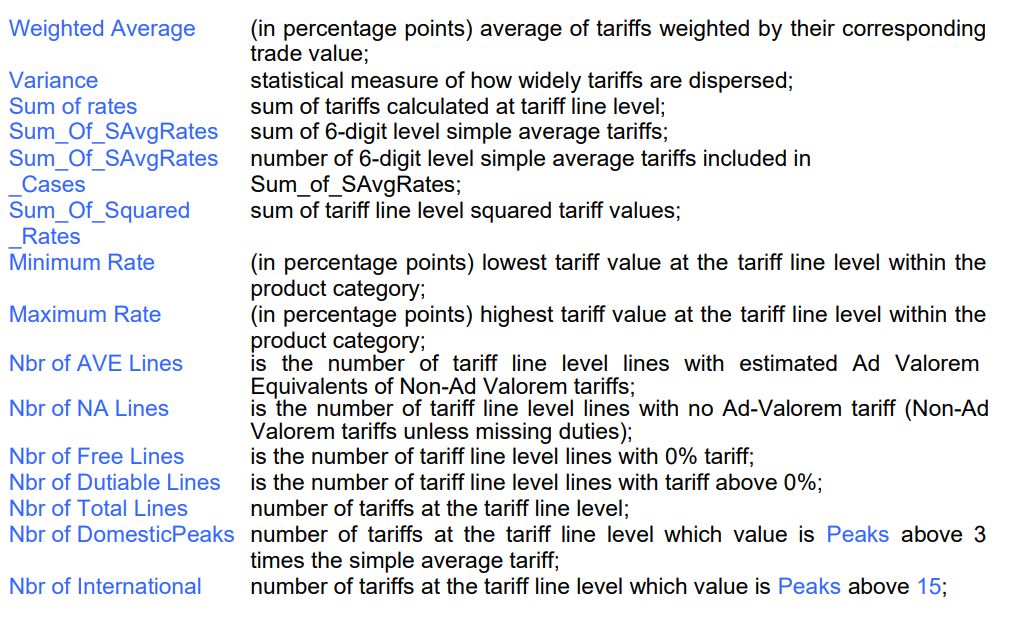 Weighted Average (in percentage points) average of tariffs weighted by their corresponding
trade value;
Variance statistical measure of how widely tariffs are dispersed;
Sum of rates sum of tariffs calculated at tariff line level;
Sum_Of_SAvgRates sum of 6-digit level simple average tariffs;
Sum_Of_SAvgRates number of 6-digit level simple average tariffs included in
_Cases Sum_of_SAvgRates;
Sum_Of_Squared sum of tariff line level squared tariff values;
_Rates
Minimum Rate (in percentage points) lowest tariff value at the tariff line level within the
product category;
Maximum Rate (in percentage points) highest tariff value at the tariff line level within the
product category;
Nbr of AVE Lines is the number of tariff line level lines with estimated Ad Valorem
Equivalents of Non-Ad Valorem tariffs;
Nbr of NA Lines is the number of tariff line level lines with no Ad-Valorem tariff (Non-Ad
Valorem tariffs unless missing duties);
Nbr of Free Lines is the number of tariff line level lines with 0% tariff;
Nbr of Dutiable Lines is the number of tariff line level lines with tariff above 0%;
Nbr of Total Lines number of tariffs at the tariff line level;
Nbr of DomesticPeaks number of tariffs at the tariff line level which value is Peaks above 3
times the simple average tariff;
Nbr of International number of tariffs at the tariff line level which value is Peaks above 15;